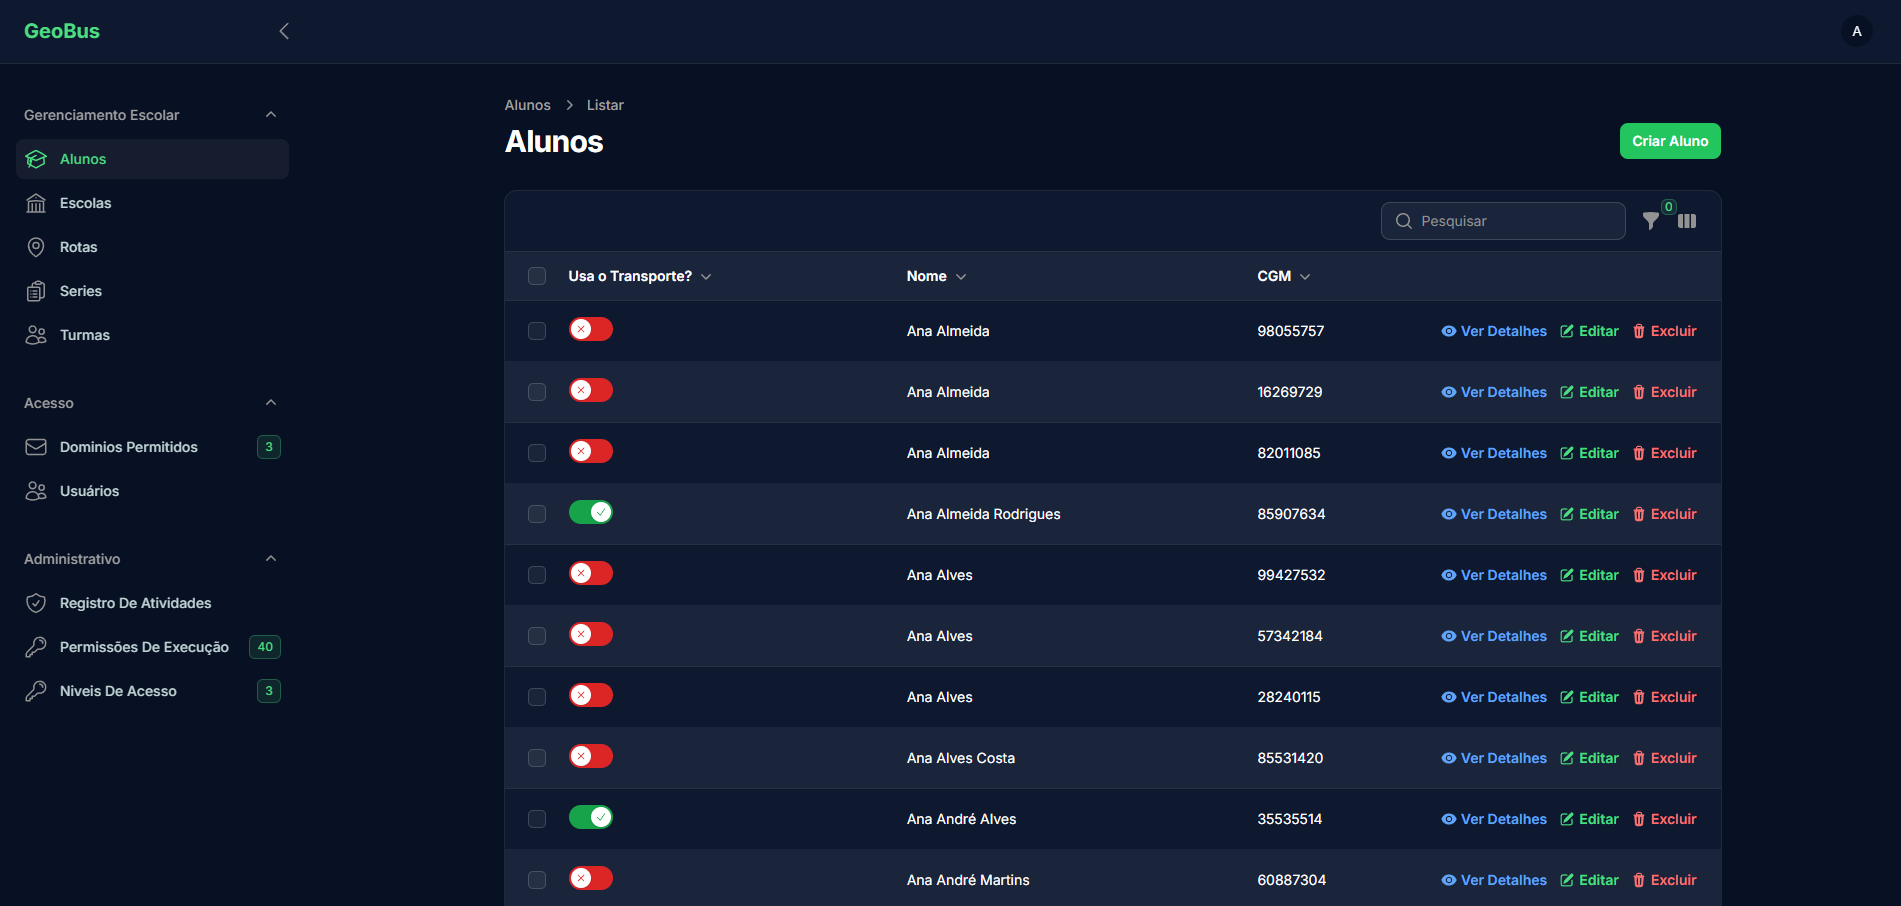 GeoBus
A
Gerenciamento Escolar
Alunos
Escolas
Rotas
Series
Turmas
Acesso
Dominios Permitidos 3
Usuários
Administrativo
Registro De Atividades
Permissões De Execução 40
Niveis De Acesso 3
Alunos > Listar
Alunos
Criar Aluno
Pesquisar 0
Usa o Transporte? Nome CGM
Ana Almeida 98055757 Ver Detalhes Editar Excluir
Ana Almeida 16269729 Ver Detalhes Editar Excluir
Ana Almeida 82011085 Ver Detalhes Editar Excluir
Ana Almeida Rodrigues 85907634 Ver Detalhes Editar Excluir
Ana Alves 99427532 Ver Detalhes Editar Excluir
Ana Alves 57342184 Ver Detalhes Editar Excluir
Ana Alves 28240115 Ver Detalhes Editar Excluir
Ana Alves Costa 85531420 Ver Detalhes Editar Excluir
Ana André Alves 35535514 Ver Detalhes Editar Excluir
Ana André Martins 60887304 Ver Detalhes Editar Excluir